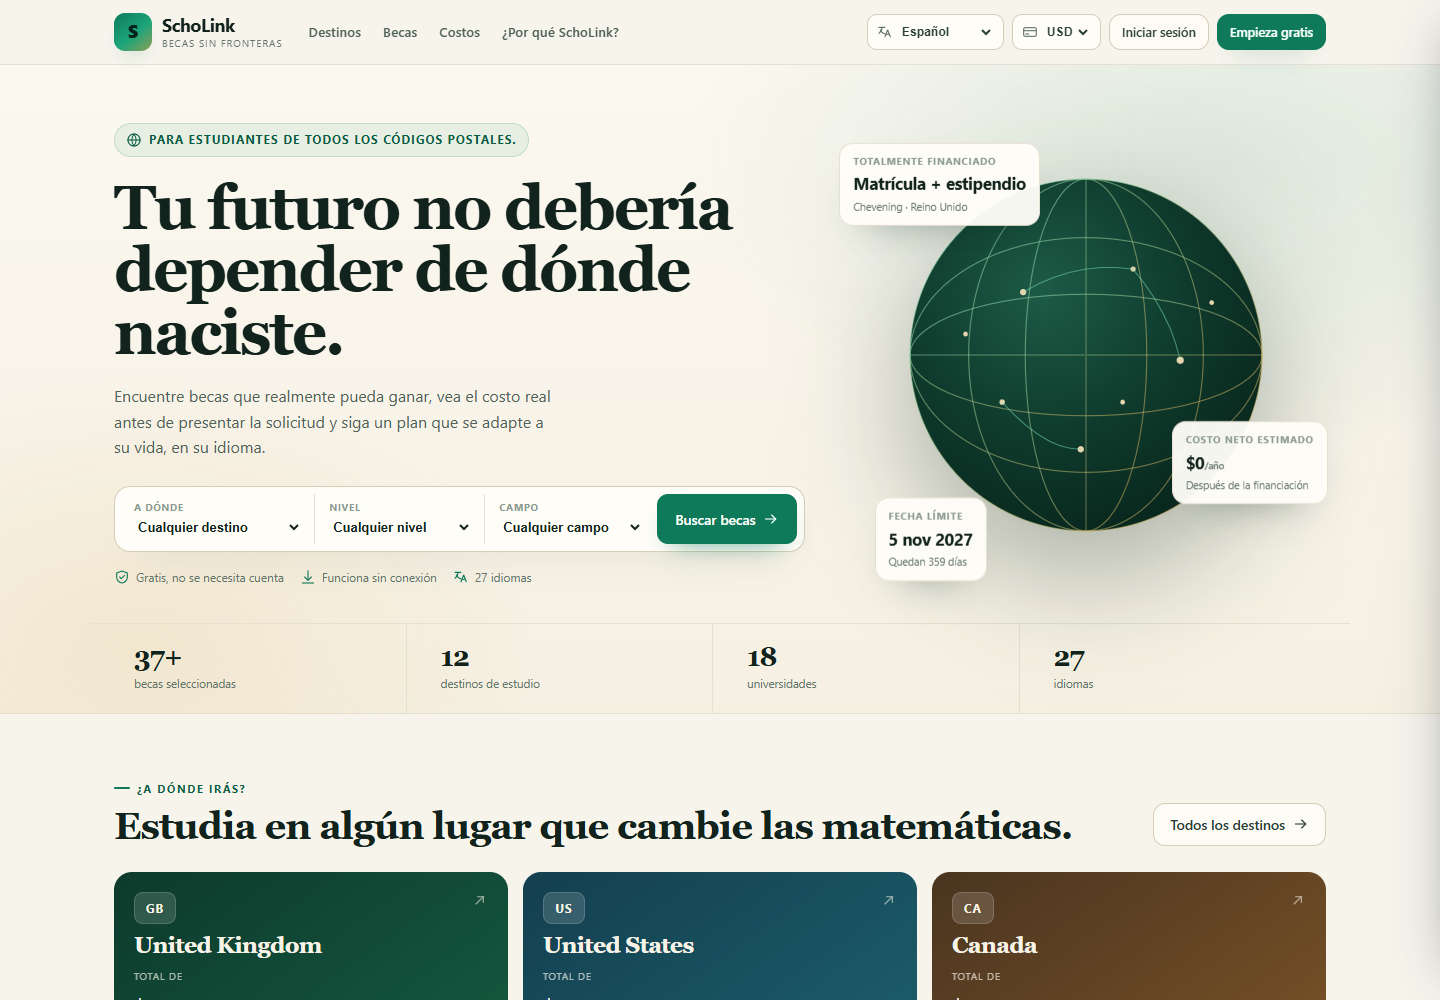 S
SchoLink
BECAS SIN FRONTERAS
Destinos
Becas
Costos
¿Por qué SchoLink?
Español
USD
Iniciar sesión
Empieza gratis
PARA ESTUDIANTES DE TODOS LOS CÓDIGOS POSTALES.
Tu futuro no debería
depender de dónde
naciste.
Encuentre becas que realmente pueda ganar, vea el costo real
antes de presentar la solicitud y siga un plan que se adapte a
su vida, en su idioma.
A DÓNDE
Cualquier destino
NIVEL
Cualquier nivel
CAMPO
Cualquier campo
Buscar becas
Gratis, no se necesita cuenta
Funciona sin conexión
27 idiomas
TOTALMENTE FINANCIADO
Matrícula + estipendio
Chevening · Reino Unido
COSTO NETO ESTIMADO
$0/año
Después de la financiación
FECHA LÍMITE
5 nov 2027
Quedan 359 días
37+
becas seleccionadas
12
destinos de estudio
18
universidades
27
idiomas
¿A DÓNDE IRÁS?
Estudia en algún lugar que cambie las matemáticas.
Todos los destinos
GB
United Kingdom
TOTAL DE
US
United States
TOTAL DE
CA
Canada
TOTAL DE